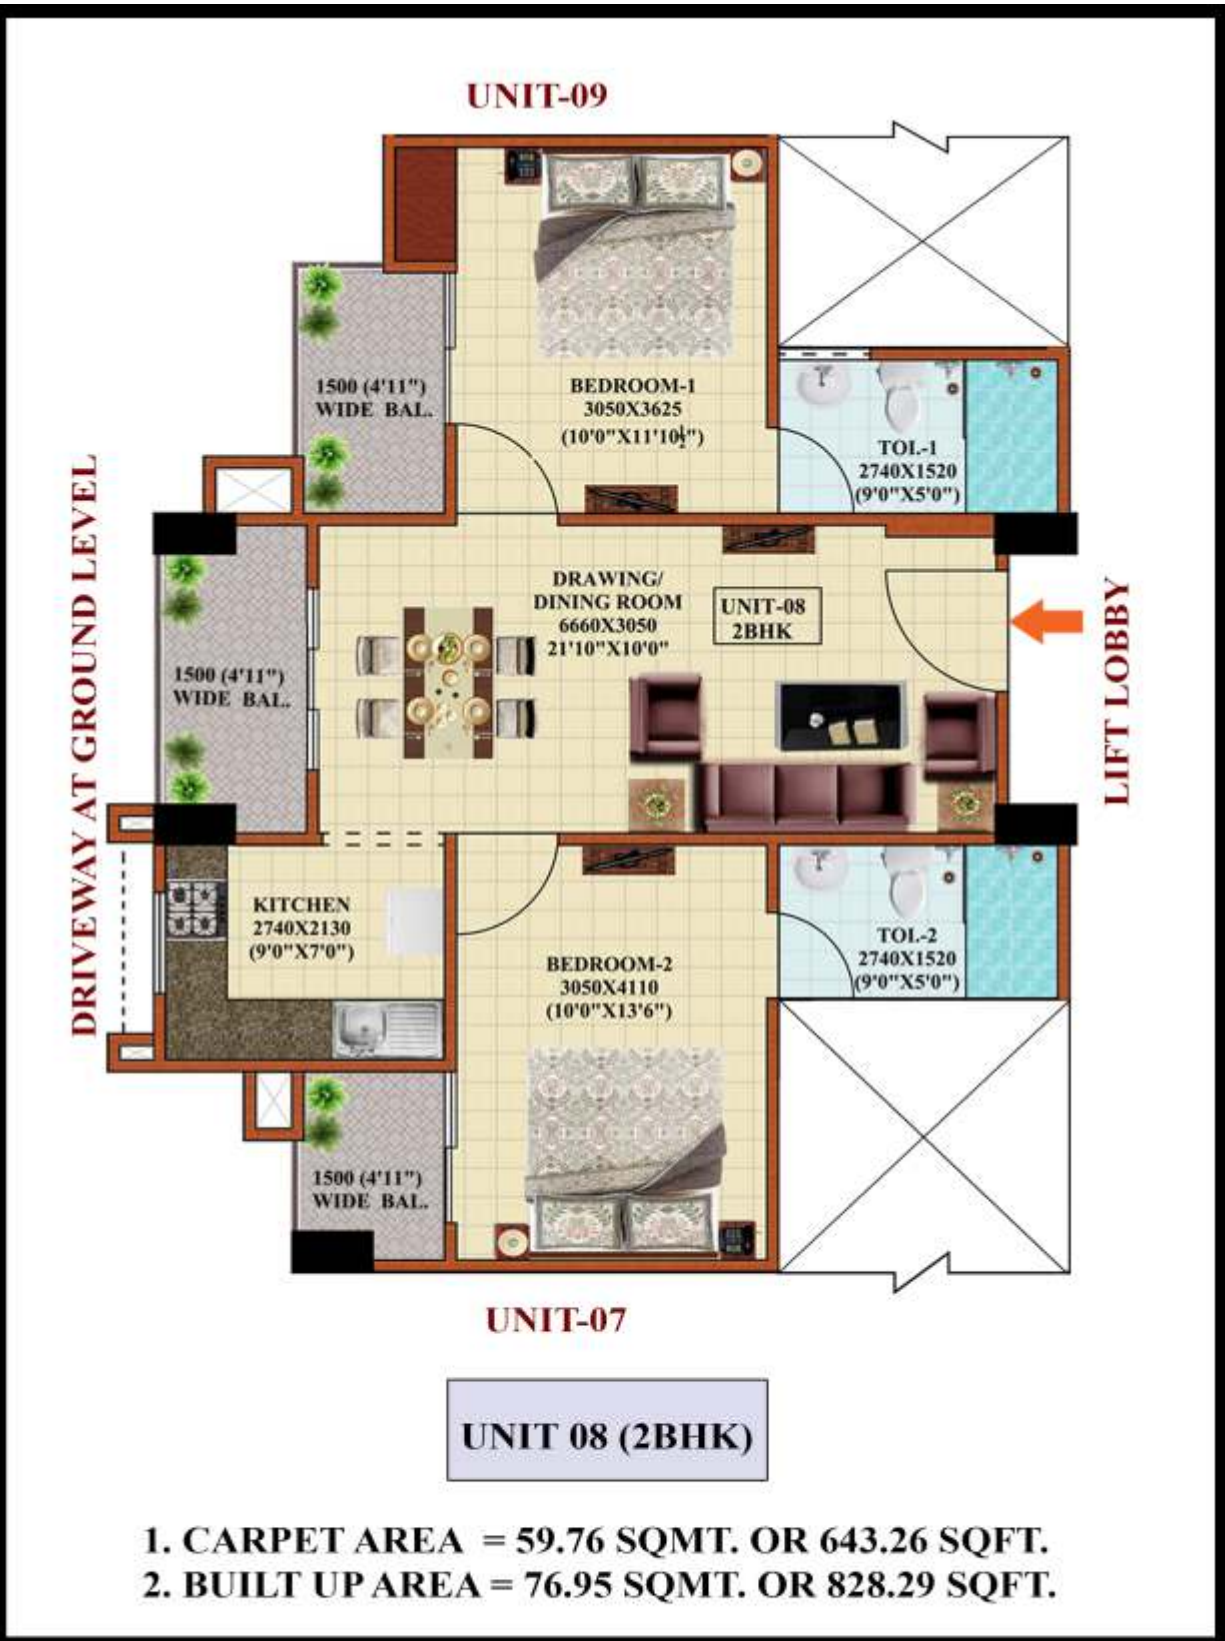 UNIT-09
1500 (4'11")
WIDE BAL.
BEDROOM-1
3050X3625
(10'0"X11'10½")
TOL-1
2740X1520
(9'0"X5'0")
DRIVEWAY AT GROUND LEVEL
1500 (4'11")
WIDE BAL.
DRAWING/
DINING ROOM
6660X3050
21'10"X10'0"
UNIT-08
2BHK
LIFT LOBBY
KITCHEN
2740X2130
(9'0"X7'0")
BEDROOM-2
3050X4110
(10'0"X13'6")
TOL-2
2740X1520
(9'0"X5'0")
1500 (4'11")
WIDE BAL.
UNIT-07
UNIT 08 (2BHK)
1. CARPET AREA = 59.76 SQMT. OR 643.26 SQFT.
2. BUILT UP AREA = 76.95 SQMT. OR 828.29 SQFT.